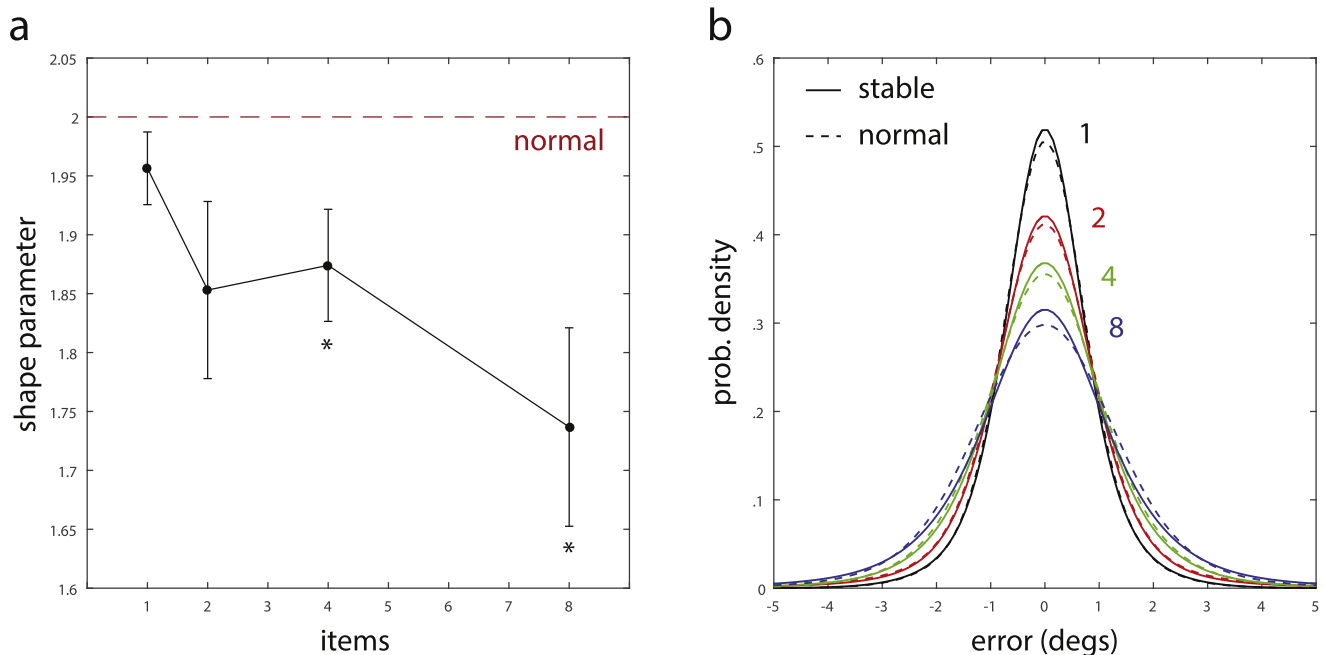 a
2.05
2
1.95
1.9
1.85
1.8
1.75
1.7
1.65
1.6
shape parameter
normal
*
*
1 2 3 4 5 6 7 8
items
b
.6
.5
.4
.3
.2
.1
0
prob. density
stable
normal
1
2
4
8
-5 -4 -3 -2 -1 0 1 2 3 4 5
error (degs)